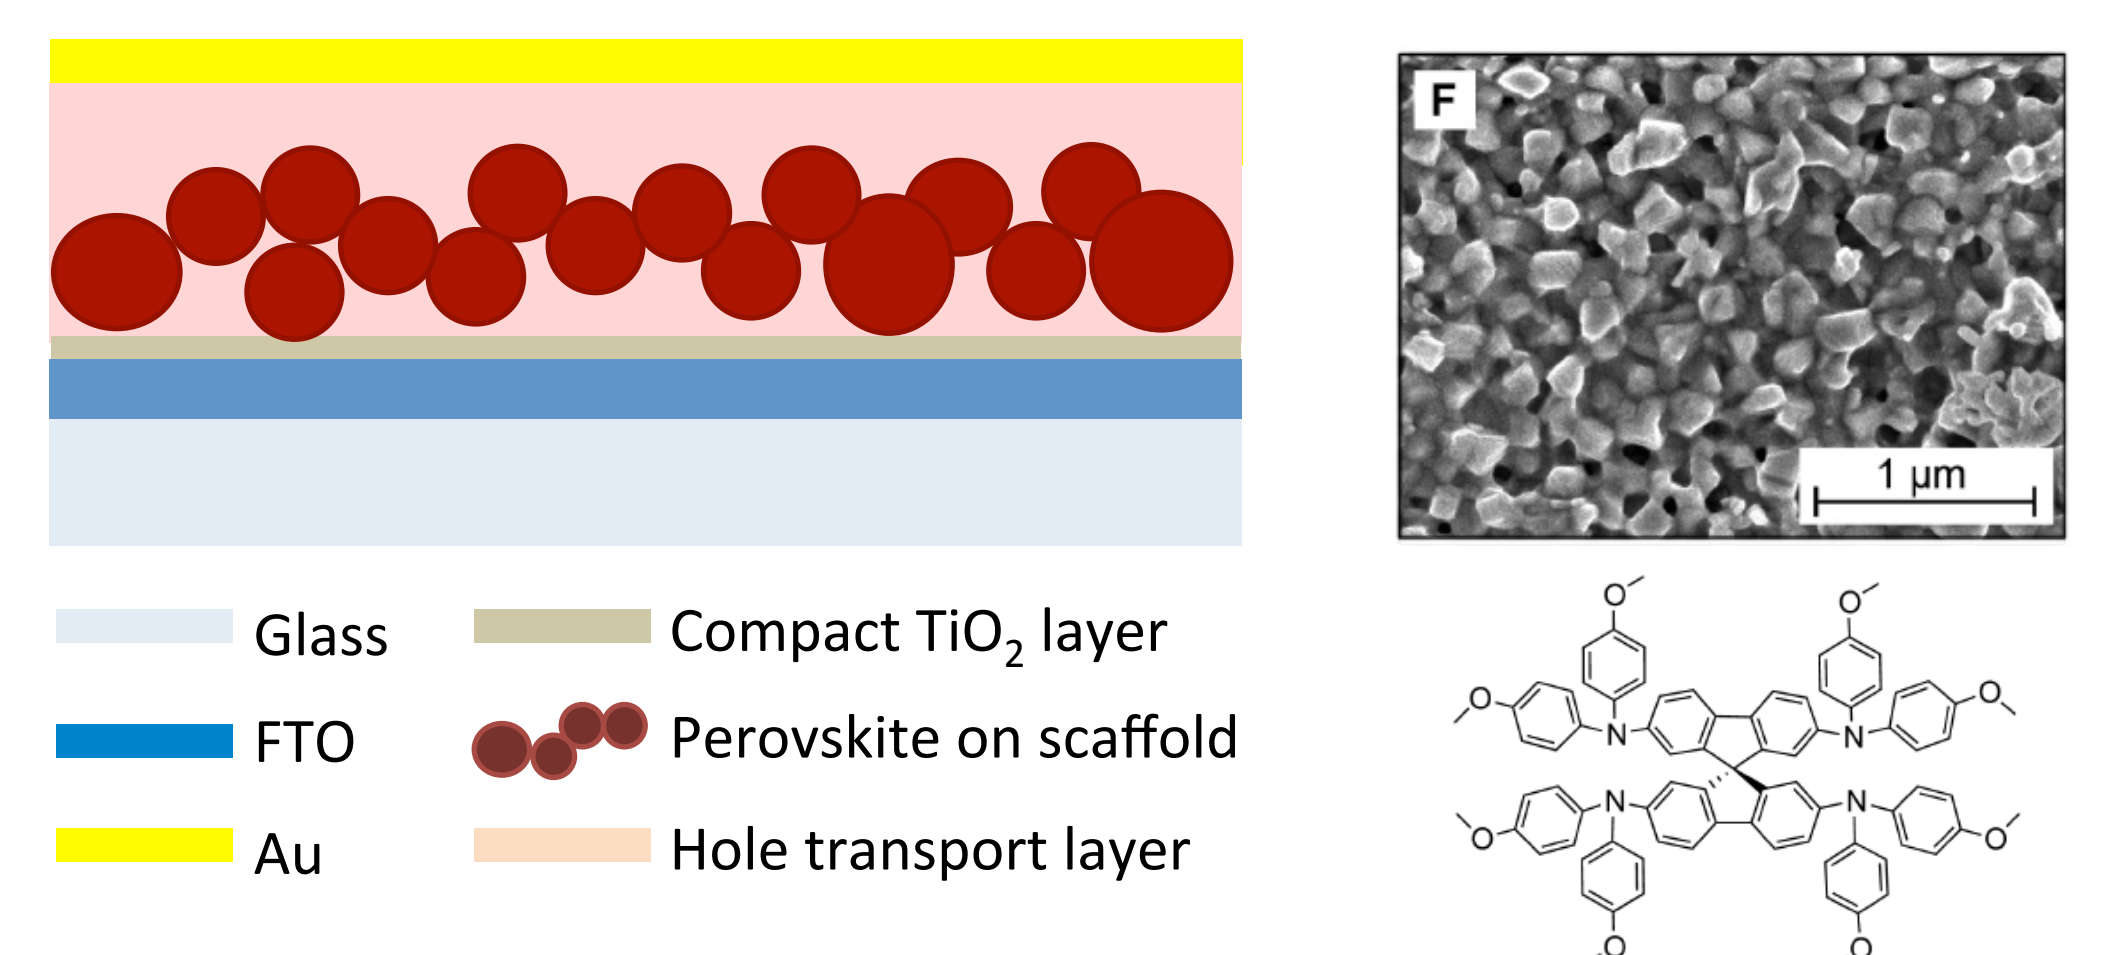 F
1 μm
Glass
Compact TiO₂ layer
FTO
Perovskite on scaffold
Au
Hole transport layer
O
O
O
O
N
N
N
N
O
O
O
O